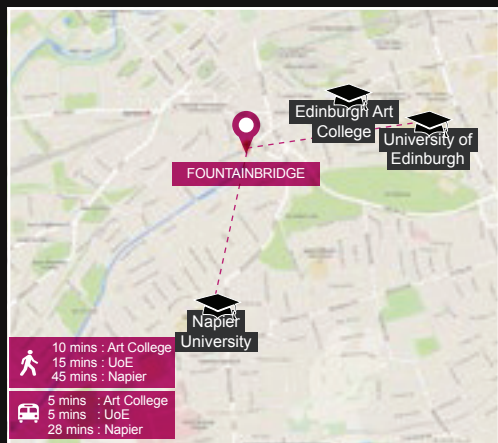 Edinburgh Art
College
University of
Edinburgh
FOUNTAINBRIDGE
Napier
University
10 mins : Art College
15 mins : UoE
45 mins : Napier
5 mins : Art College
5 mins : UoE
28 mins : Napier